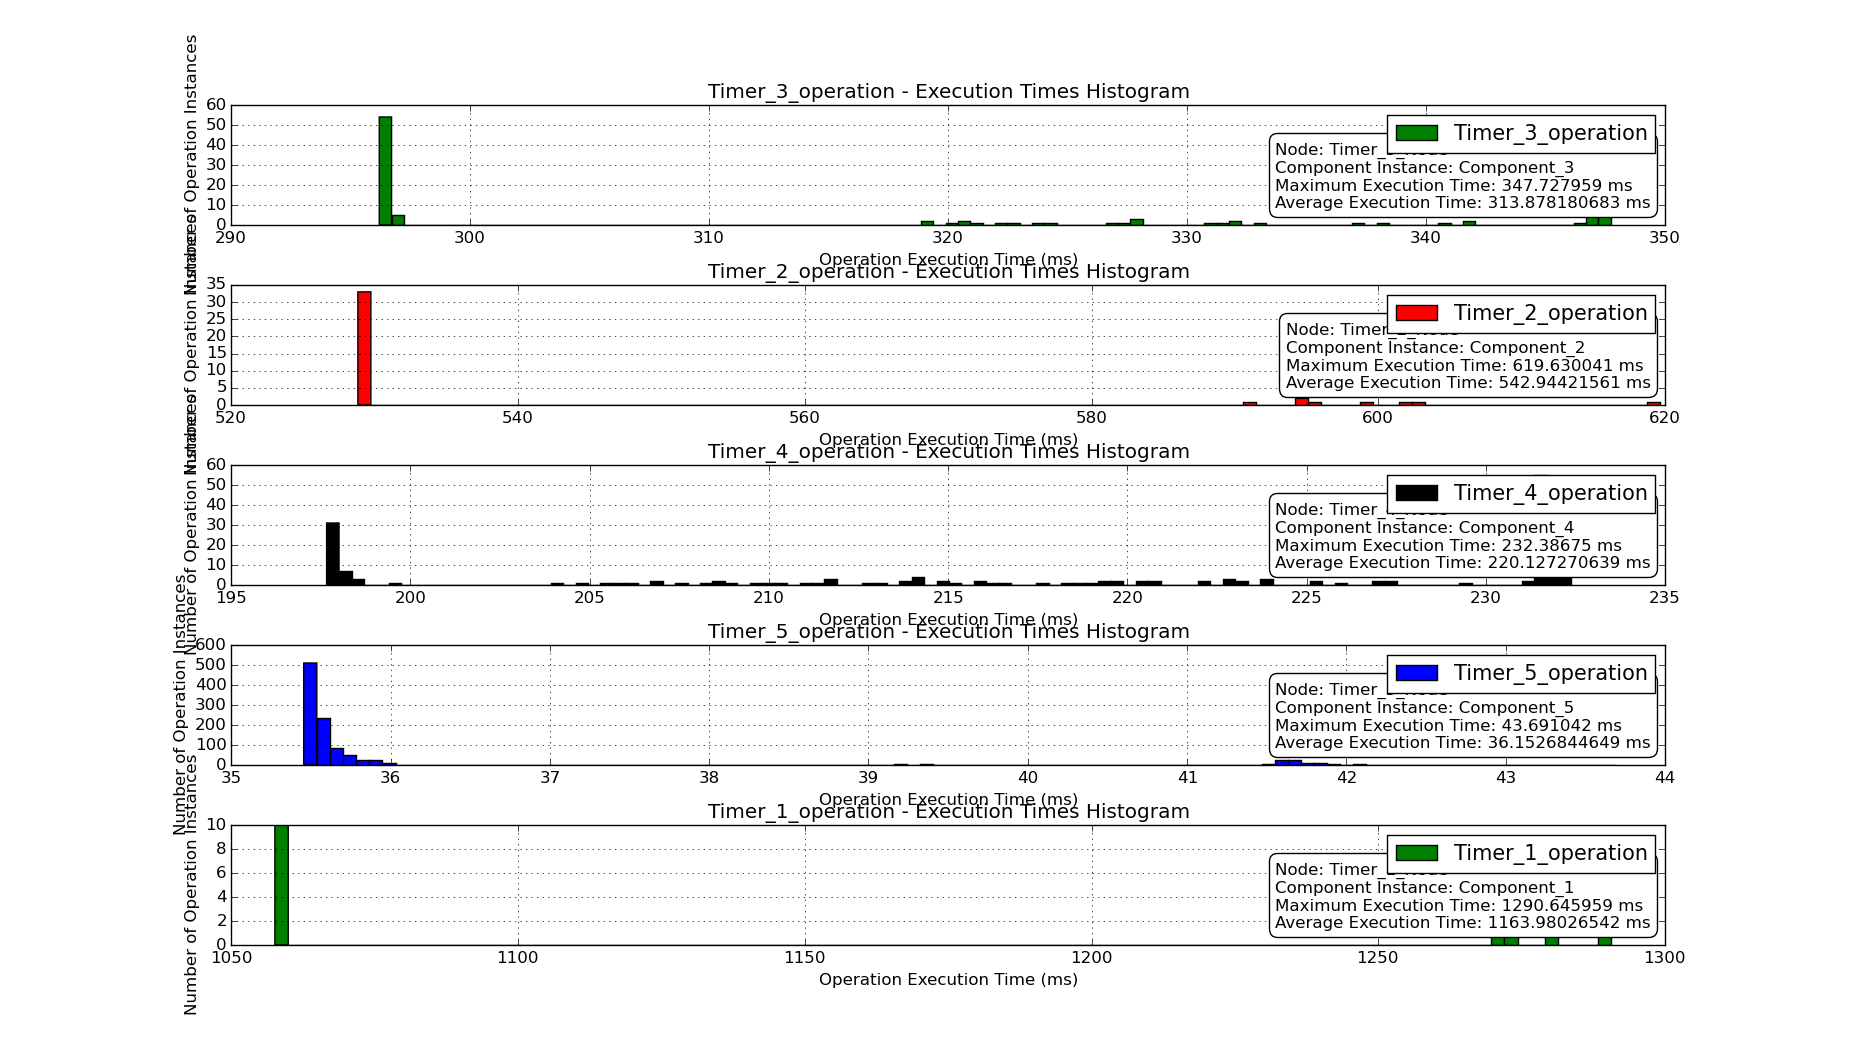 Timer_3_operation - Execution Times Histogram
Number of Operation Instances
60
50
40
30
20
10
0
Timer_3_operation
Node: Timer_
Component Instance: Component_3
Maximum Execution Time: 347.727959 ms
Average Execution Time: 313.878180683 ms
290 300 310 320 330 340 350
Operation Execution Time (ms)
Timer_2_operation - Execution Times Histogram
Number of Operation Instances
35
30
25
20
15
10
5
0
Timer_2_operation
Node: Timer_
Component Instance: Component_2
Maximum Execution Time: 619.630041 ms
Average Execution Time: 542.94421561 ms
520 540 560 580 600 620
Operation Execution Time (ms)
Timer_4_operation - Execution Times Histogram
Number of Operation Instances
60
50
40
30
20
10
0
Timer_4_operation
Node: Timer_
Component Instance: Component_4
Maximum Execution Time: 232.38675 ms
Average Execution Time: 220.127270639 ms
195 200 205 210 215 220 225 230 235
Operation Execution Time (ms)
Timer_5_operation - Execution Times Histogram
Number of Operation Instances
600
500
400
300
200
100
0
Timer_5_operation
Node: Timer_
Component Instance: Component_5
Maximum Execution Time: 43.691042 ms
Average Execution Time: 36.1526844649 ms
35 36 37 38 39 40 41 42 43 44
Operation Execution Time (ms)
Timer_1_operation - Execution Times Histogram
Number of Operation Instances
10
8
6
4
2
0
Timer_1_operation
Node: Timer_
Component Instance: Component_1
Maximum Execution Time: 1290.645959 ms
Average Execution Time: 1163.98026542 ms
1050 1100 1150 1200 1250 1300
Operation Execution Time (ms)